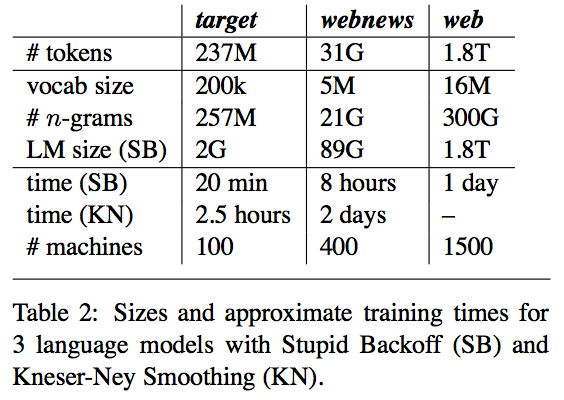 target webnews web
# tokens 237M 31G 1.8T
vocab size 200k 5M 16M
# n-grams 257M 21G 300G
LM size (SB) 2G 89G 1.8T
time (SB) 20 min 8 hours 1 day
time (KN) 2.5 hours 2 days –
# machines 100 400 1500
Table 2: Sizes and approximate training times for
3 language models with Stupid Backoff (SB) and
Kneser-Ney Smoothing (KN).